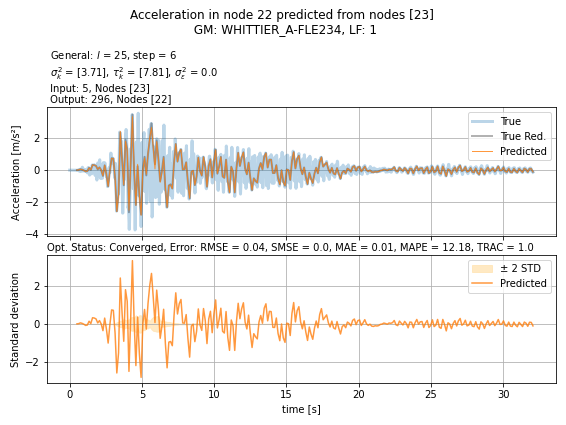 Acceleration in node 22 predicted from nodes [23]
GM: WHITTIER_A-FLE234, LF: 1
General: l = 25, step = 6
σ²ₖ = [3.71], τ²ₖ = [7.81], σ²ε = 0.0
Input: 5, Nodes [23]
Output: 296, Nodes [22]
Acceleration [m/s²]
2
0
−2
−4
True
True Red.
Predicted
Opt. Status: Converged, Error: RMSE = 0.04, SMSE = 0.0, MAE = 0.01, MAPE = 12.18, TRAC = 1.0
Standard deviation
2
0
−2
± 2 STD
Predicted
0 5 10 15 20 25 30
time [s]